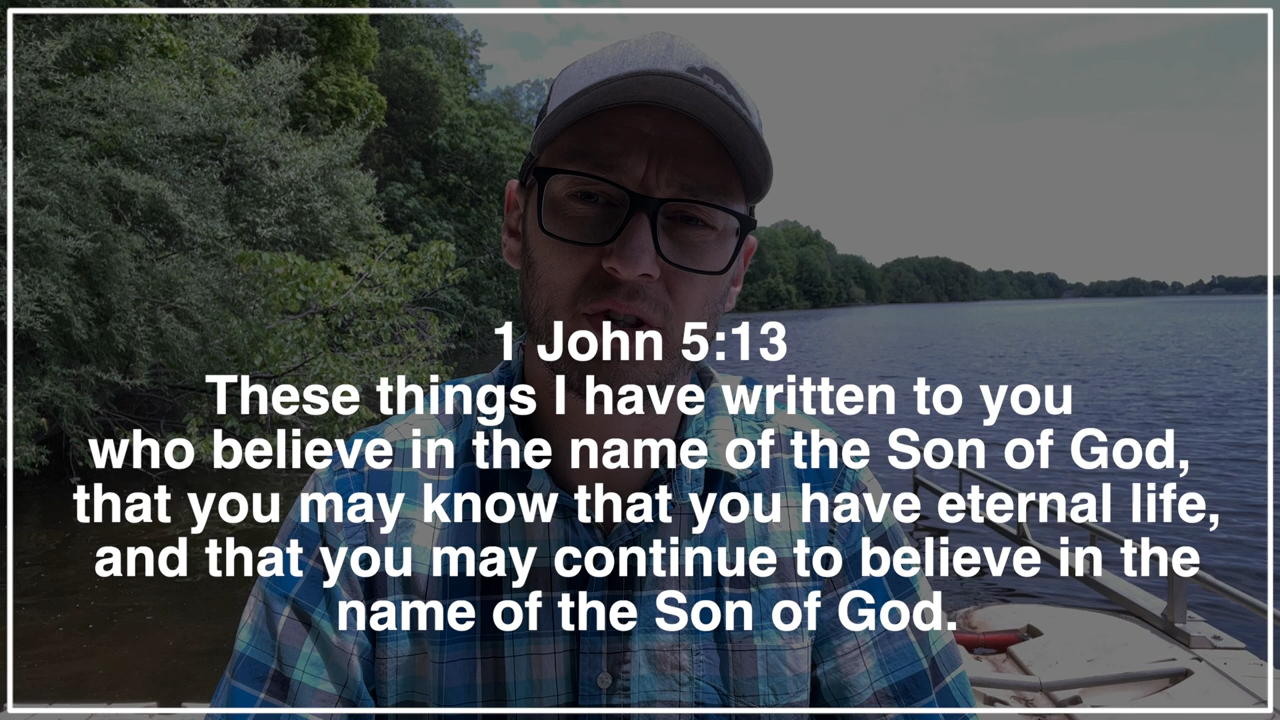 1 John 5:13
These things I have written to you
who believe in the name of the Son of God,
that you may know that you have eternal life,
and that you may continue to believe in the
name of the Son of God.